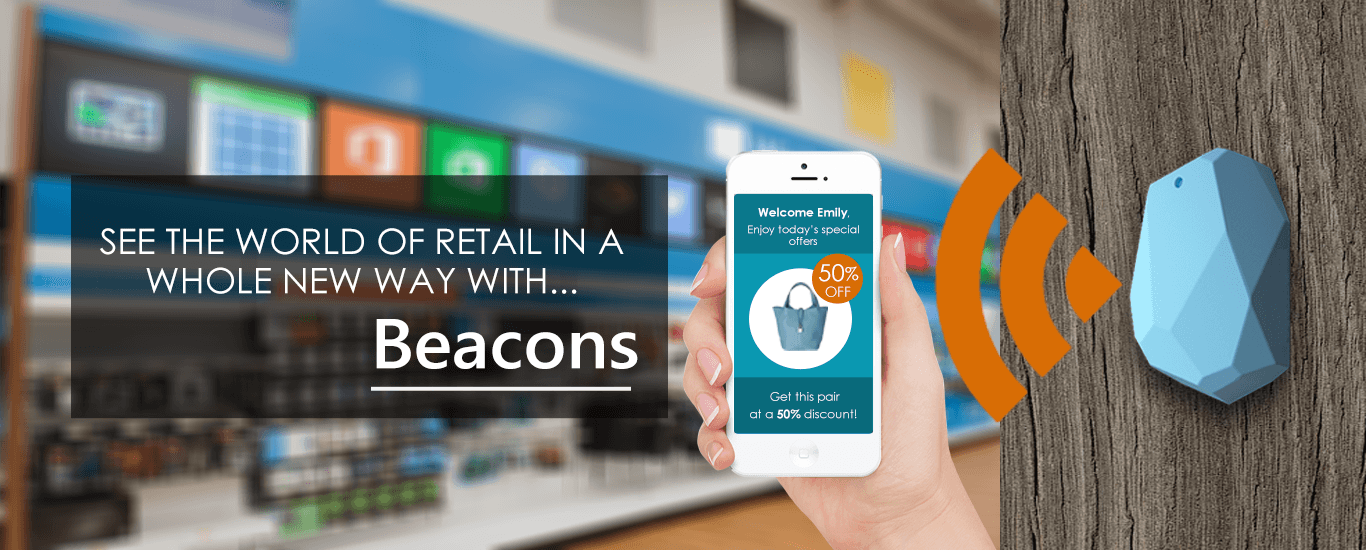 SEE THE WORLD OF RETAIL IN A
WHOLE NEW WAY WITH...
Beacons
Welcome Emily,
Enjoy today's special
offers
50%
OFF
Get this pair
at a 50% discount!